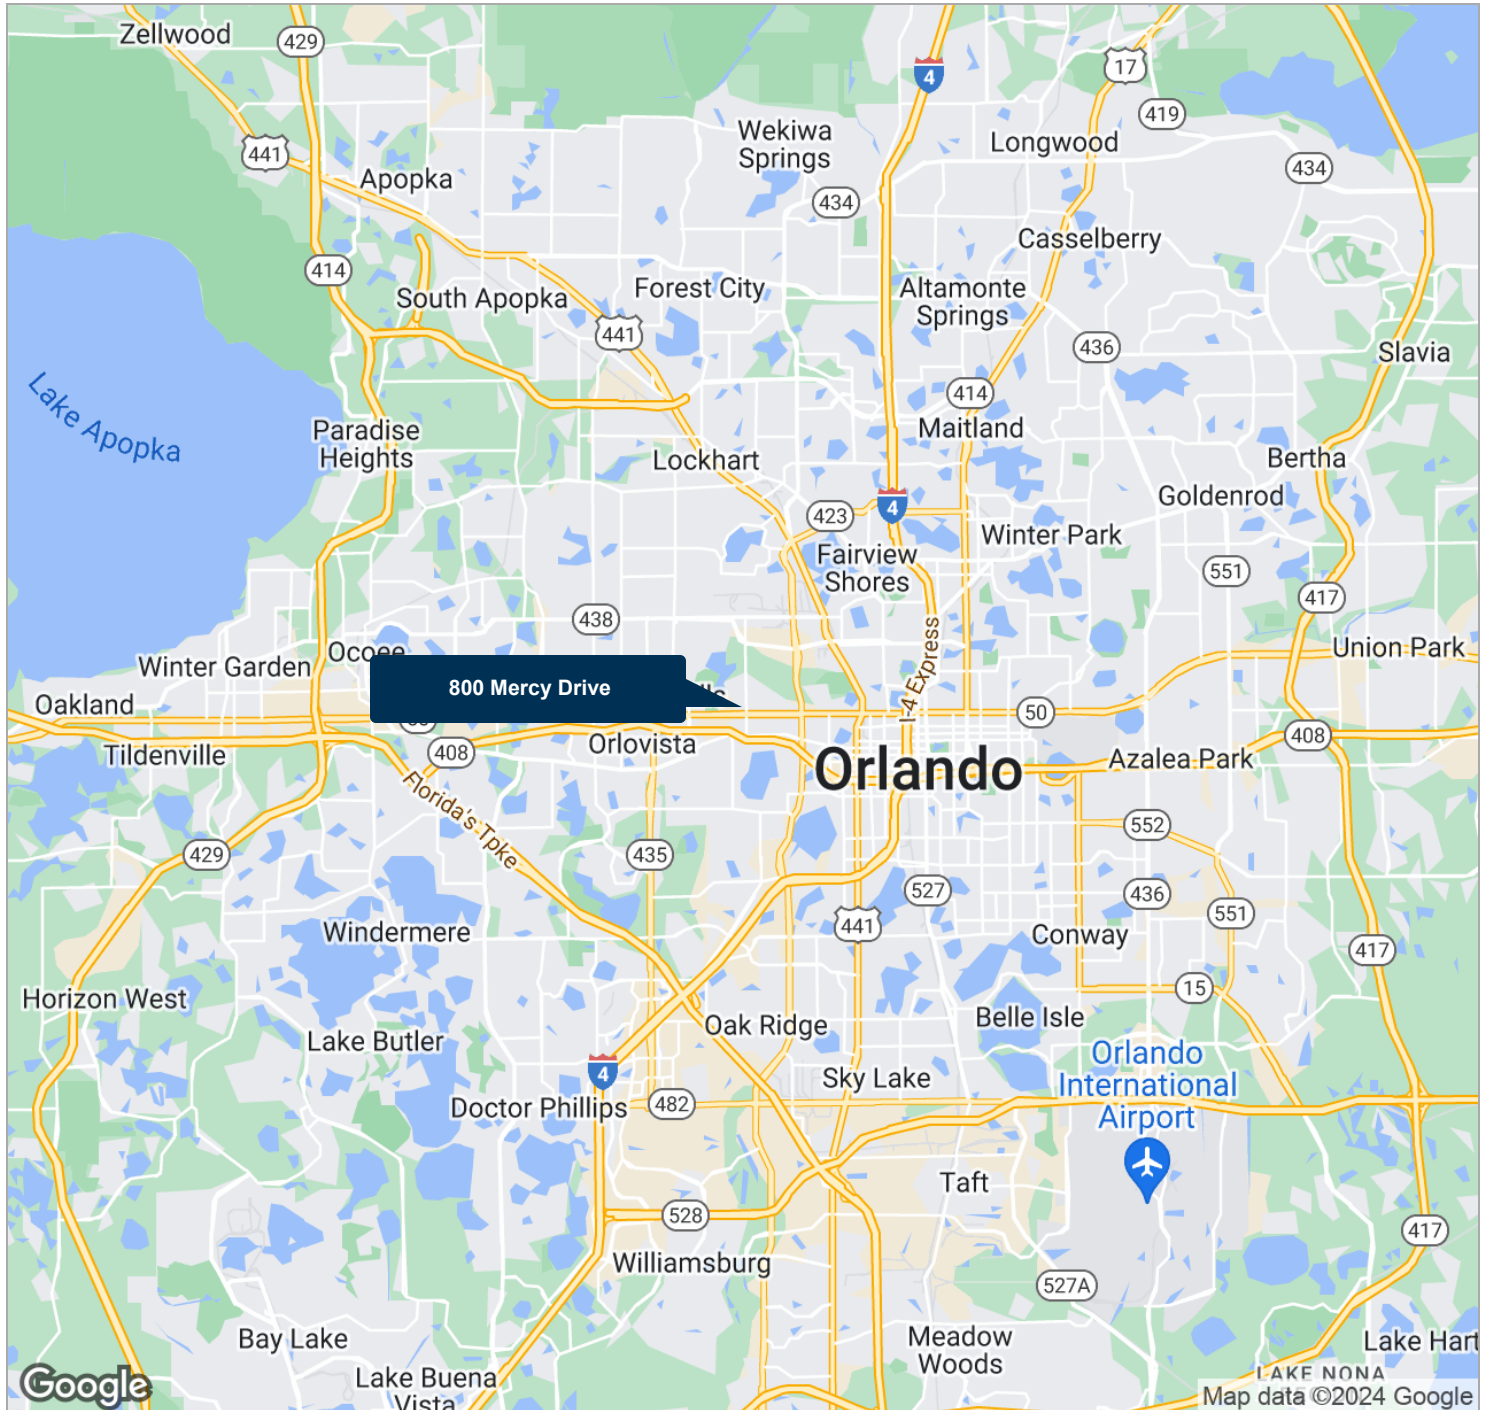 Zellwood
429
4
17
419
Wekiwa
Springs
Longwood
441
434
Apopka
434
Casselberry
414
South Apopka
Forest City
Altamonte
Springs
441
436
Slavia
Lake Apopka
414
Maitland
Paradise
Heights
Lockhart
Bertha
Goldenrod
4
423
Winter Park
Fairview
Shores
551
417
438
Union Park
Ocoee
Winter Garden
800 Mercy Drive
I-4 Express
Oakland
50
Orlovista
408
Tildenville
408
Orlando
Azalea Park
Florida's Tpke
552
429
435
527
436
551
441
Windermere
Conway
417
15
Horizon West
Oak Ridge
Belle Isle
Lake Butler
Orlando
International
Airport
4
Sky Lake
Doctor Phillips
482
Taft
528
417
Williamsburg
527A
Bay Lake
Meadow
Woods
Lake Hart
Lake Buena
Vista
LAKE NONA
Google
Map data ©2024 Google